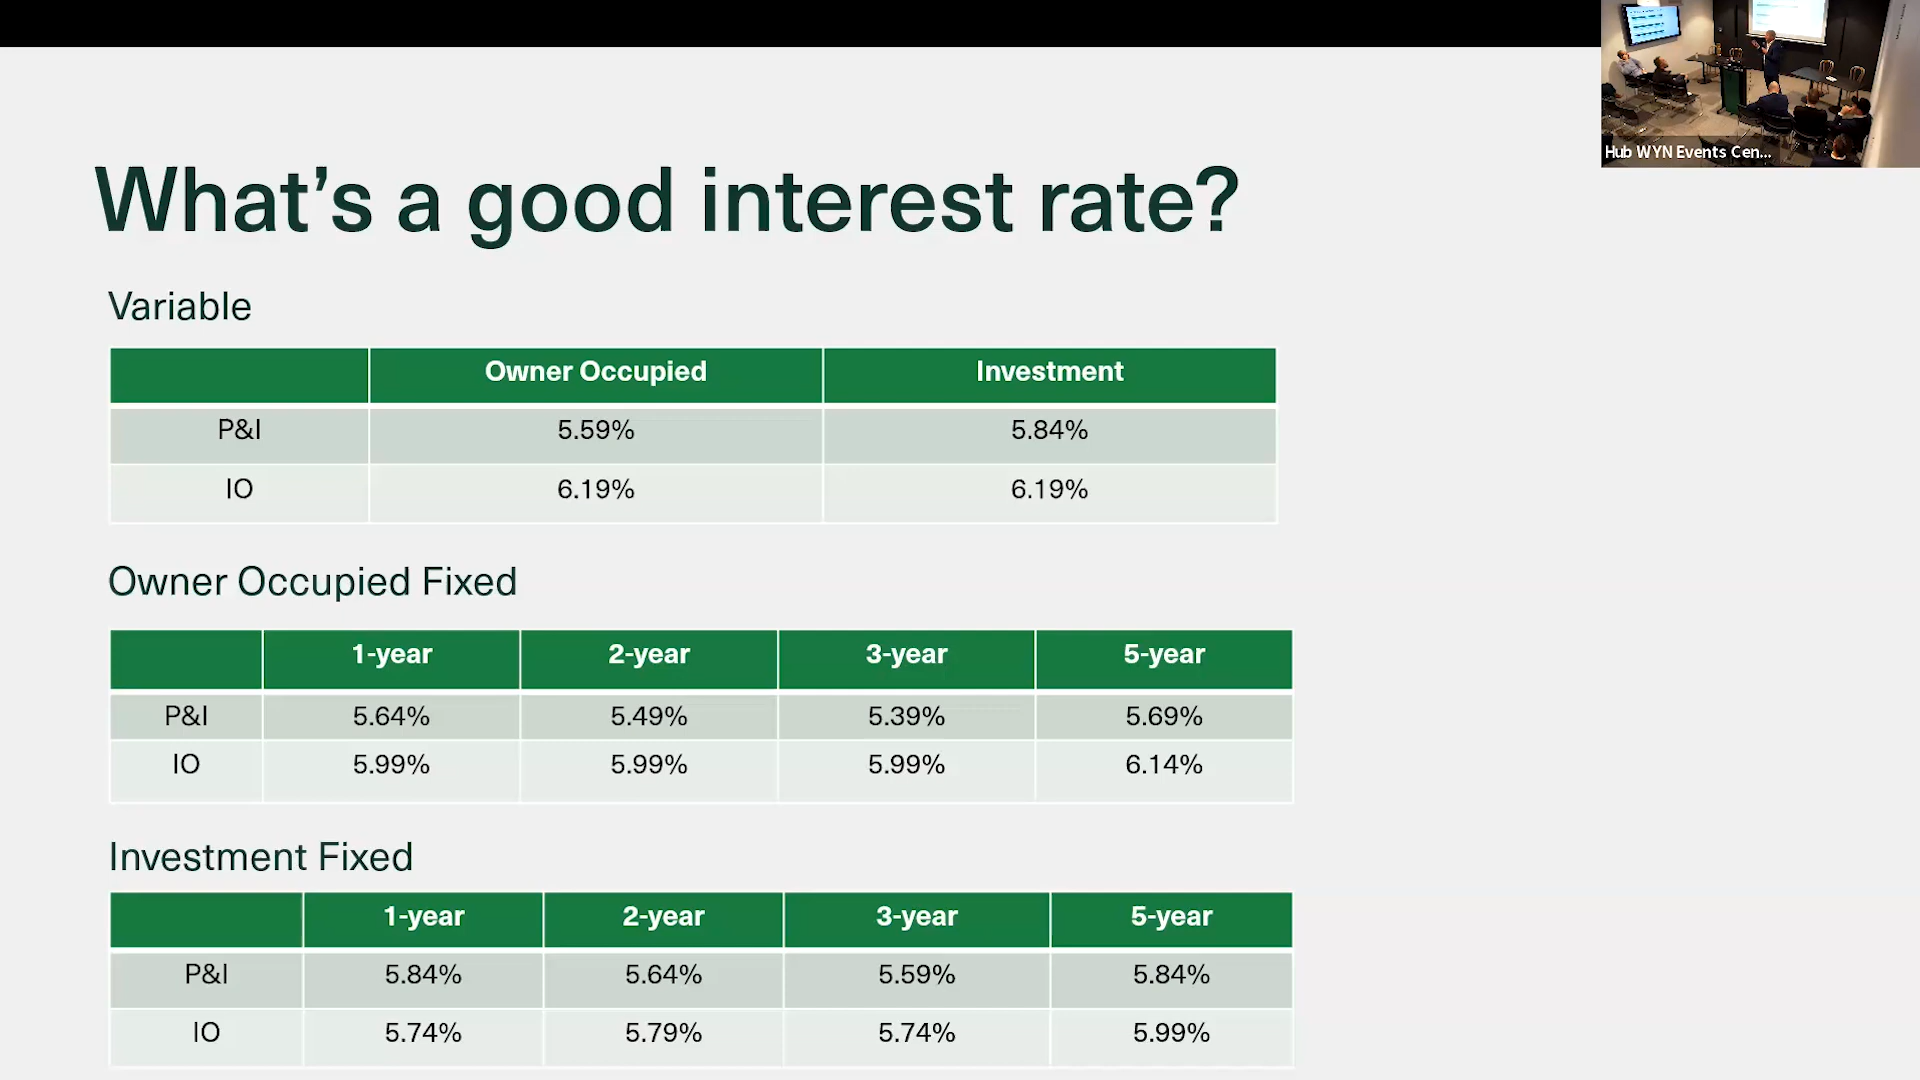 Hub WYN Events Cen...
What's a good interest rate?
Variable
Owner Occupied Investment
P&I 5.59% 5.84%
IO 6.19% 6.19%
Owner Occupied Fixed
1-year 2-year 3-year 5-year
P&I 5.64% 5.49% 5.39% 5.69%
IO 5.99% 5.99% 5.99% 6.14%
Investment Fixed
1-year 2-year 3-year 5-year
P&I 5.84% 5.64% 5.59% 5.84%
IO 5.74% 5.79% 5.74% 5.99%